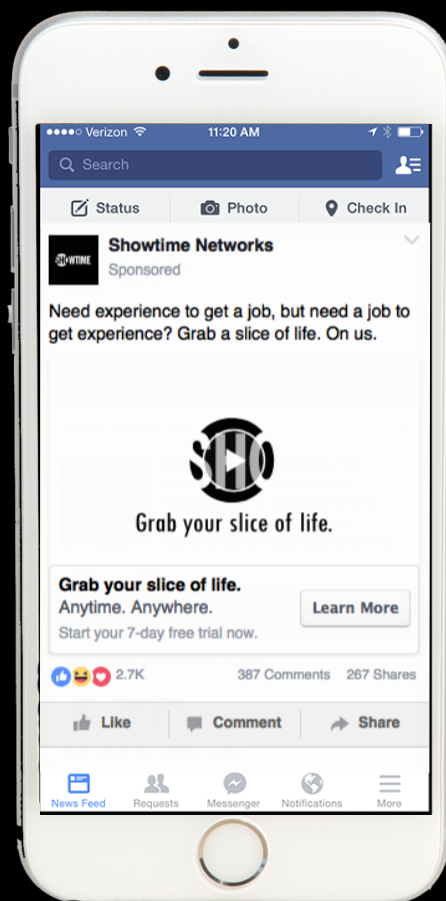 Verizon 11:20 AM
Search
Status Photo Check In
SHOWTIME
Showtime Networks
Sponsored
Need experience to get a job, but need a job to
get experience? Grab a slice of life. On us.
SHO
Grab your slice of life.
Grab your slice of life.
Anytime. Anywhere.
Learn More
Start your 7-day free trial now.
2.7K 387 Comments 267 Shares
Like Comment Share
News Feed Requests Messenger Notifications More